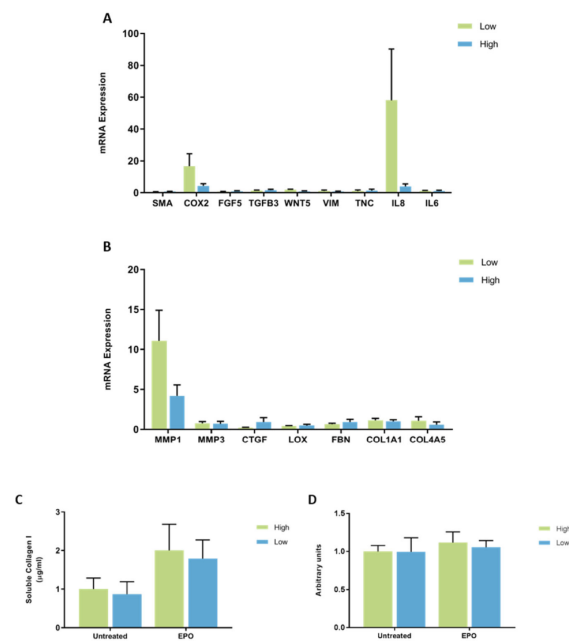 A
Low
High
mRNA Expression
100
80
60
40
20
0
SMA COX2 FGF5 TGFB3 WNT5 VIM TNC IL8 IL6
B
Low
High
mRNA Expression
20
15
10
5
0
MMP1 MMP3 CTGF LOX FBN COL1A1 COL4A5
C
High
Low
Soluble Collagen I
(µg/ml)
3
2
1
0
Untreated EPO
D
High
Low
Arbitrary units
1.5
1.0
0.5
0.0
Untreated EPO